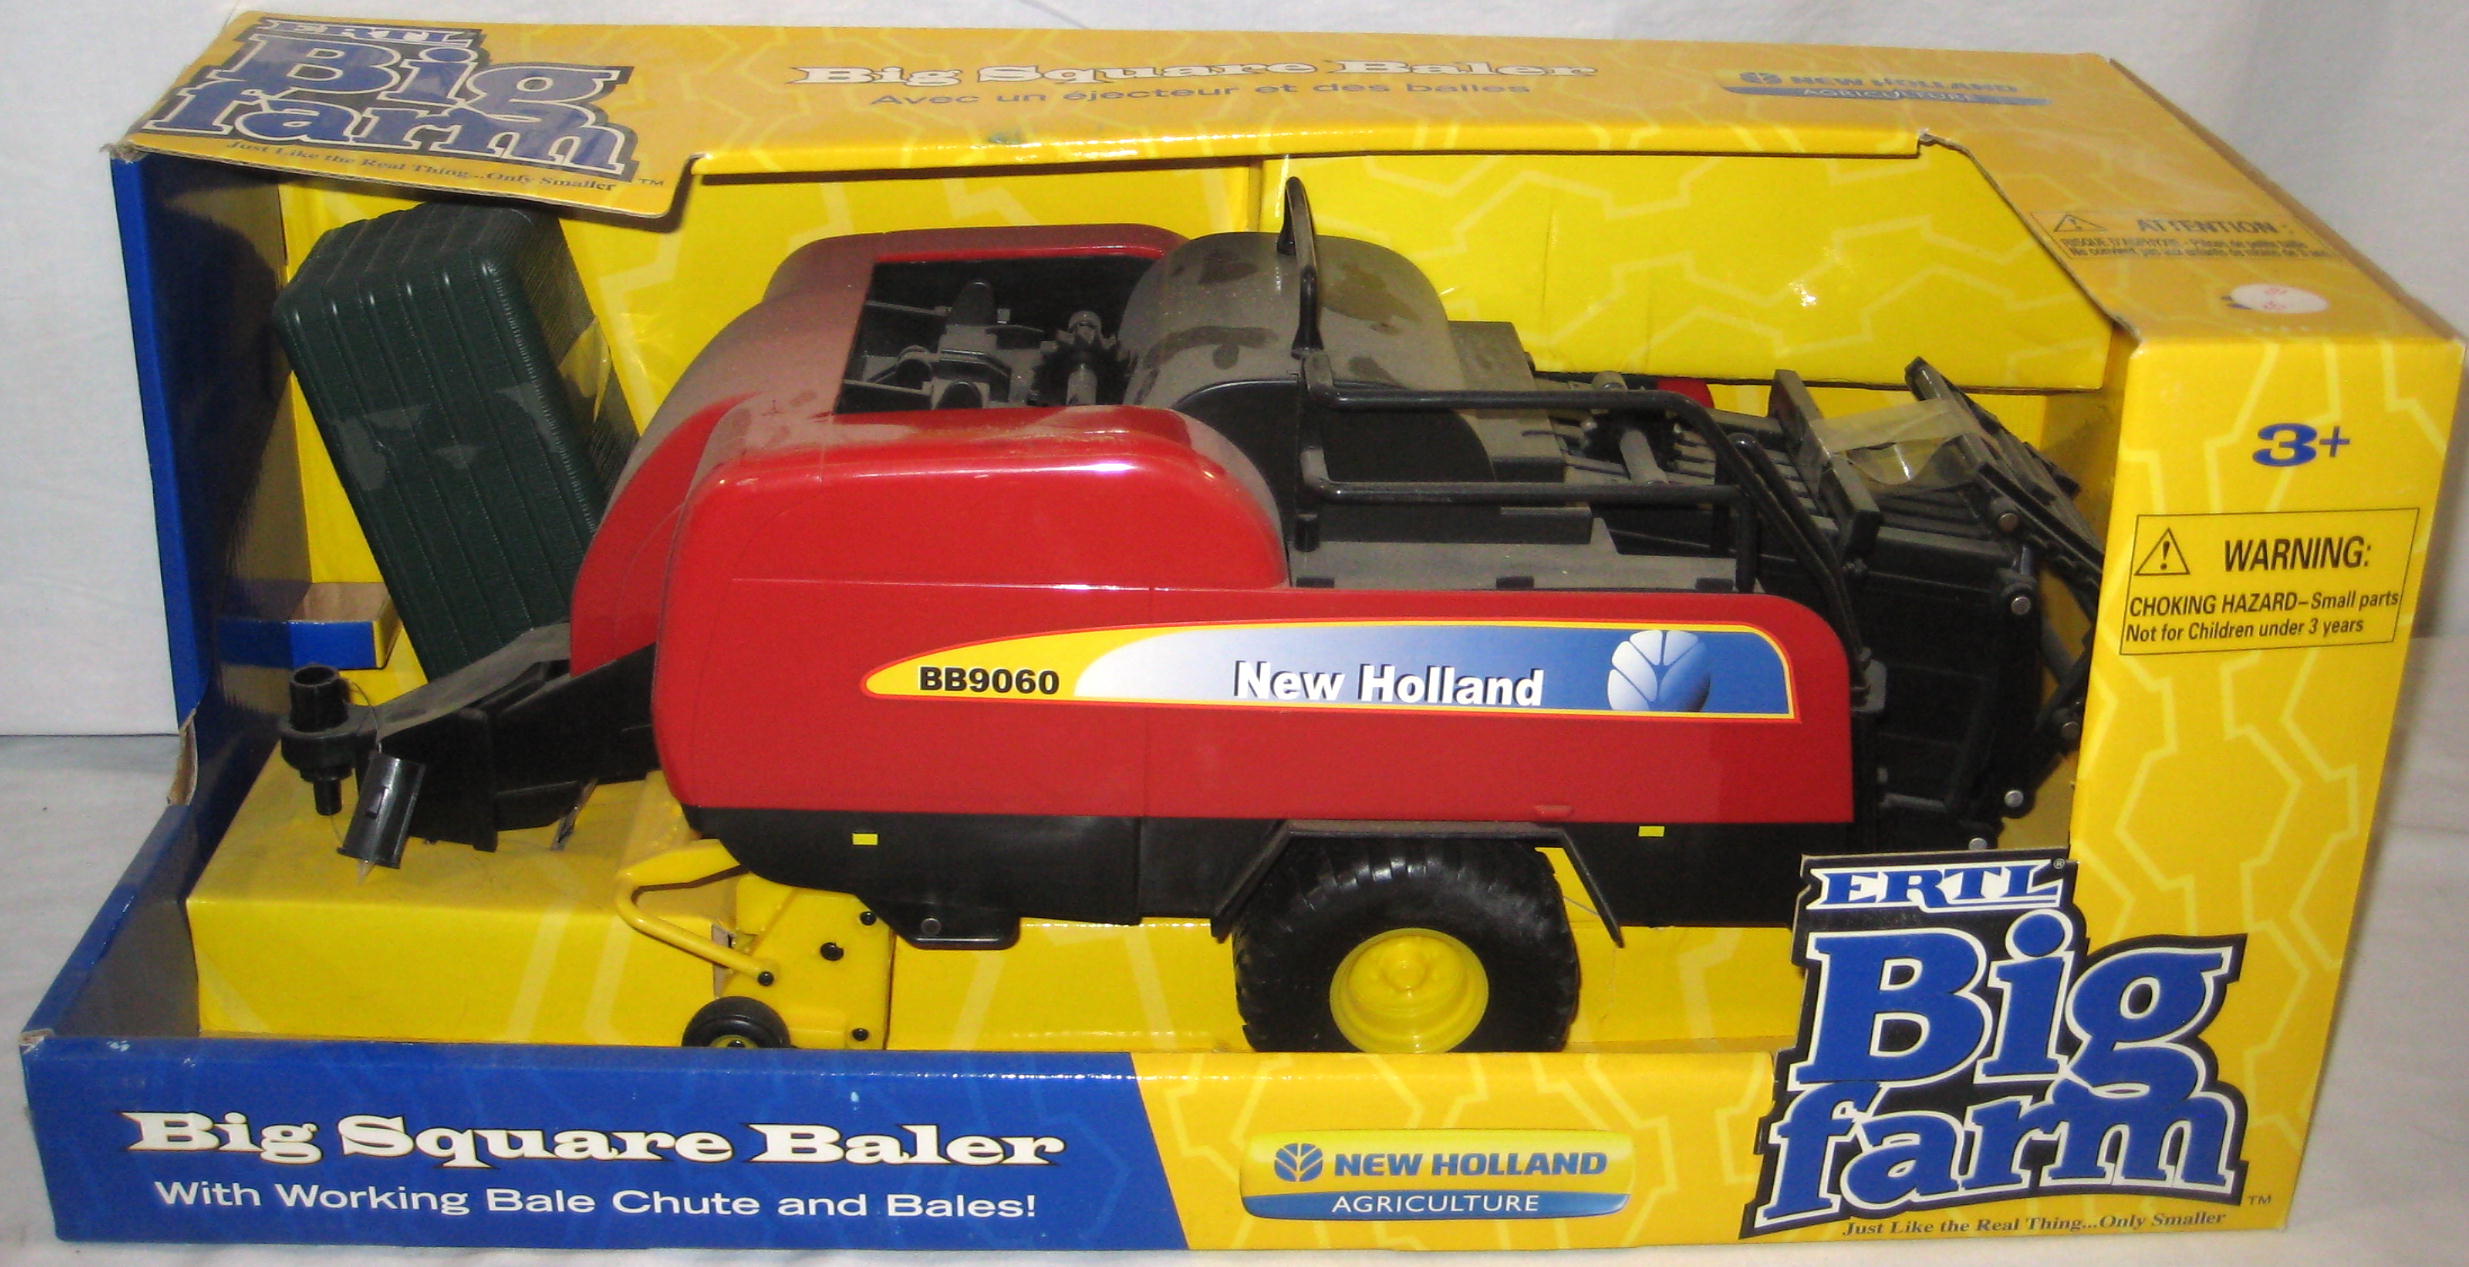 ERTL
Big
farm
Just Like the Real Thing...Only Smaller™
Big Square Baler
Avec un éjecteur et des balles
NEW HOLLAND
AGRICULTURE
ATTENTION:
3+
WARNING:
CHOKING HAZARD–Small parts
Not for Children under 3 years
BB9060
New Holland
ERTL®
Big
farm™
Just Like the Real Thing...Only Smaller
Big Square Baler
With Working Bale Chute and Bales!
NEW HOLLAND
AGRICULTURE